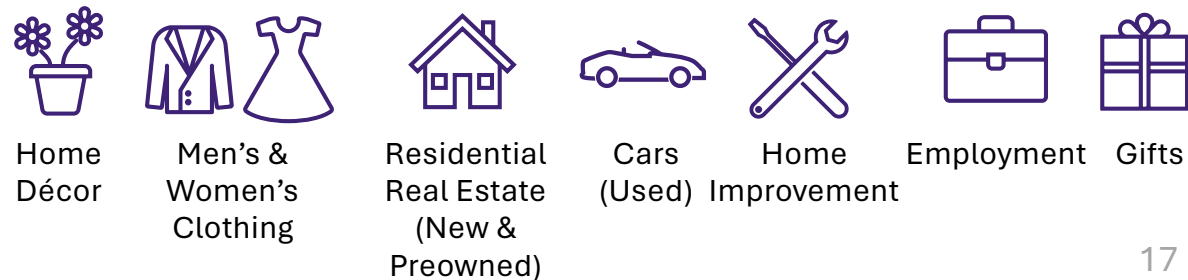 Home
Décor
Men’s &
Women’s
Clothing
Residential
Real Estate
(New &
Preowned)
Cars
(Used)
Home
Improvement
Employment
Gifts
17